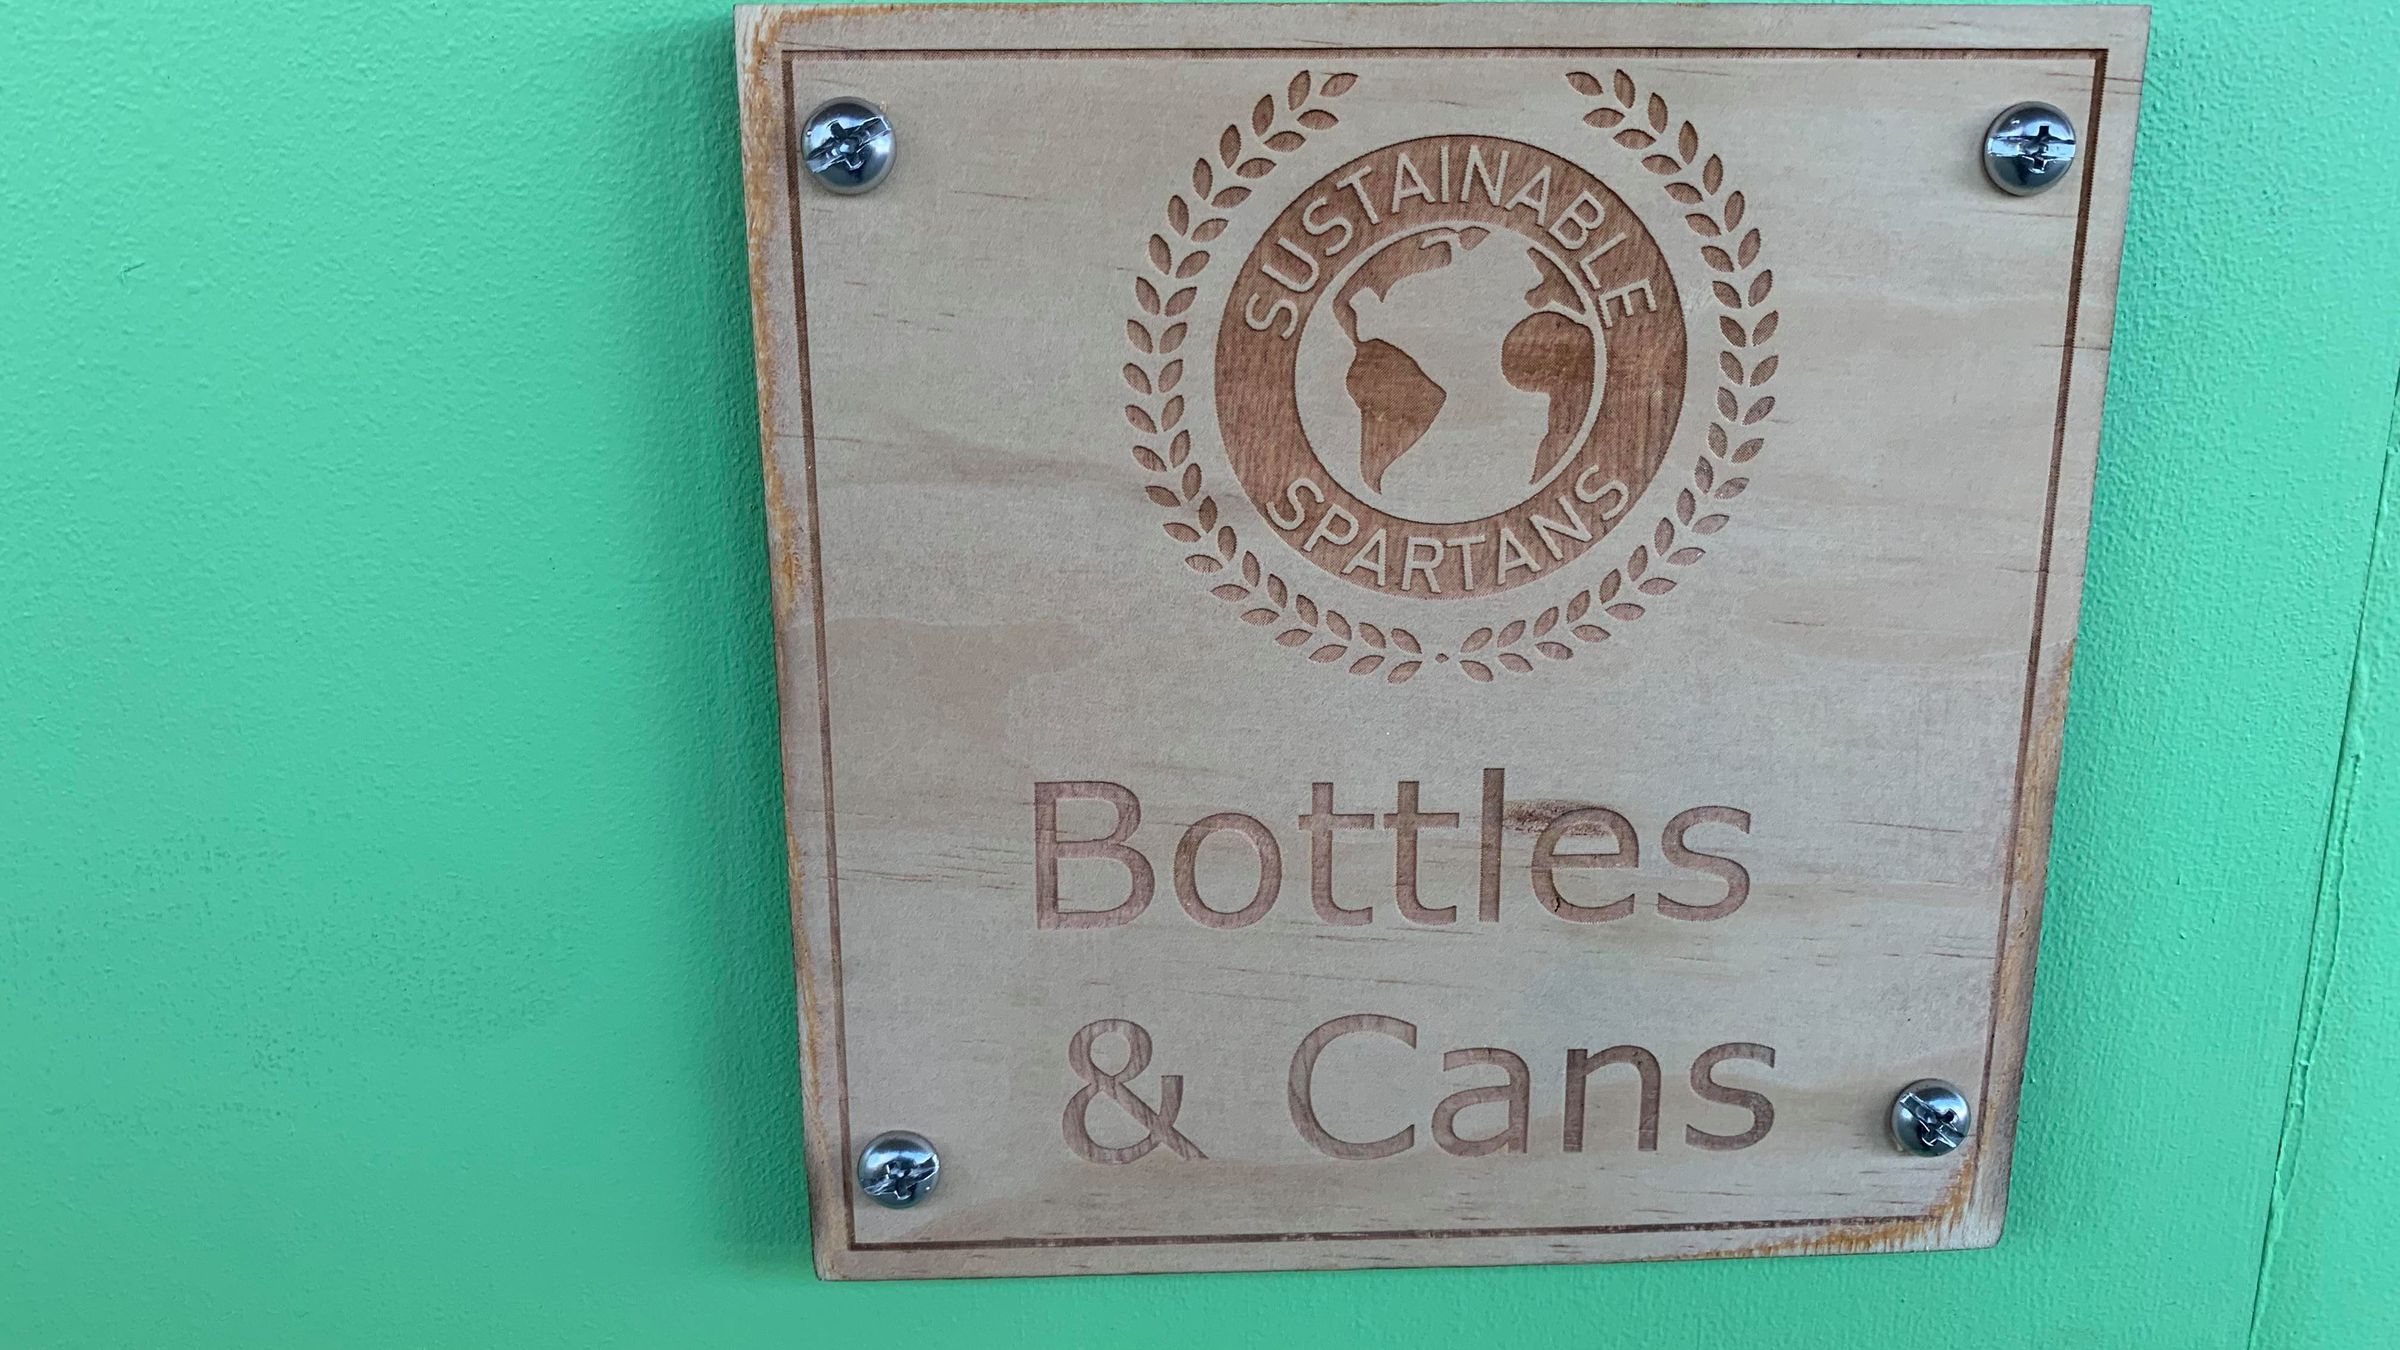 SUSTAINABLE
SPARTANS
Bottles
& Cans